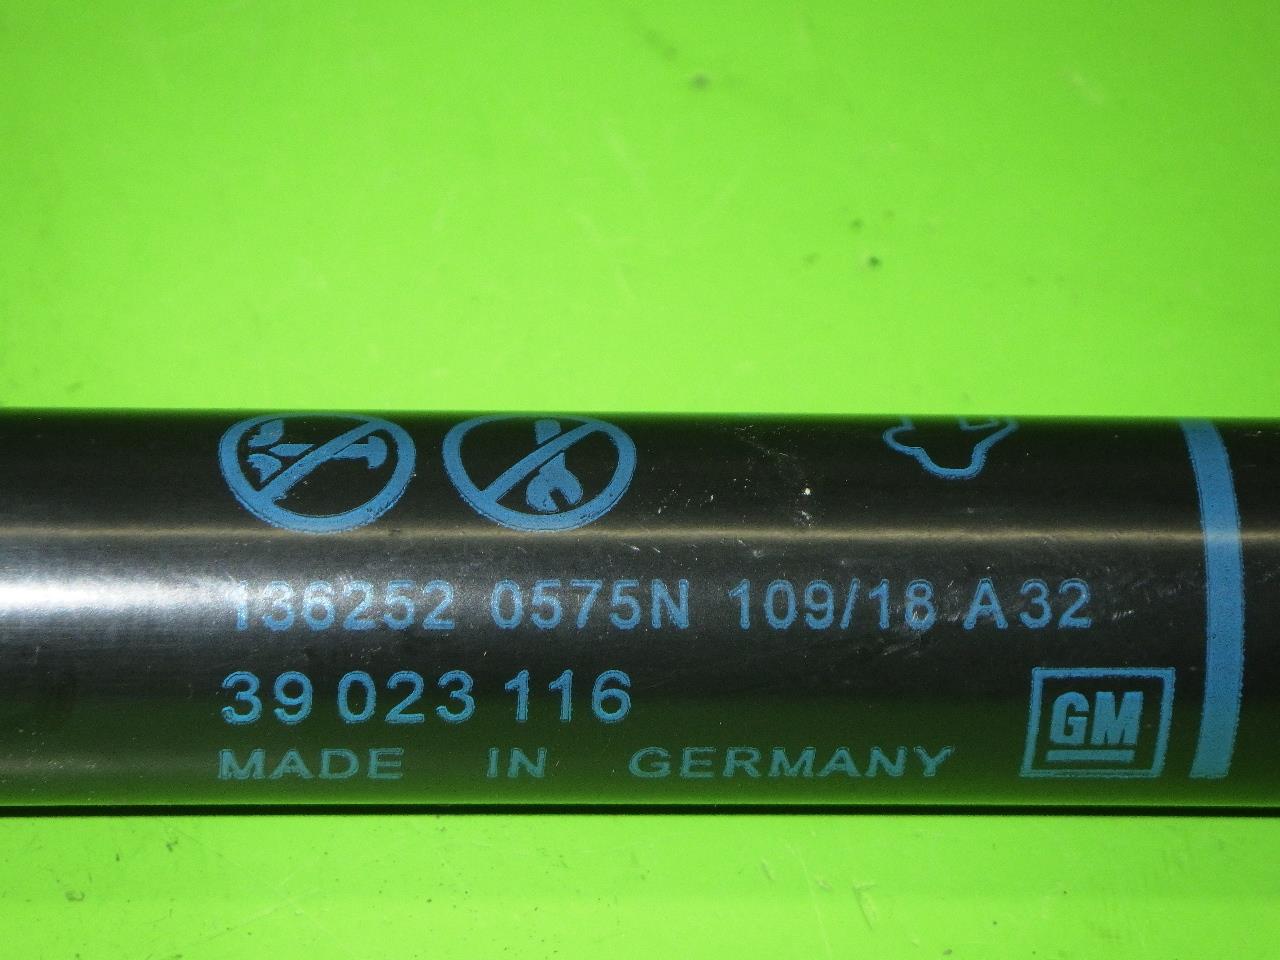 136252 0575N 109/18 A32
39 023 116
MADE IN GERMANY
GM